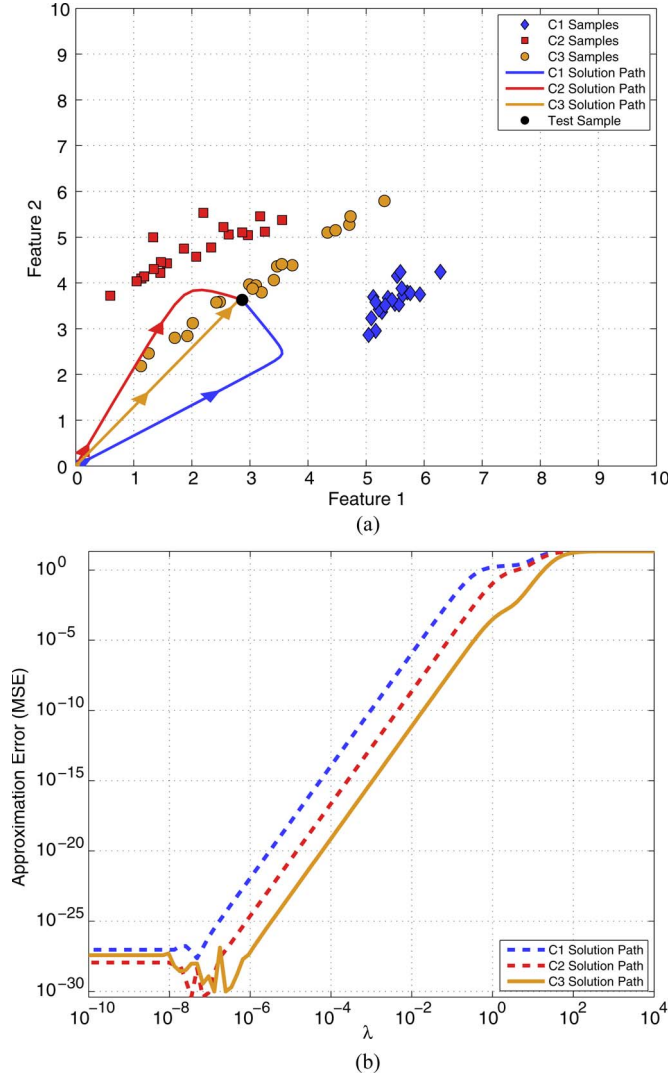 10
9
8
7
6
5
4
3
2
1
0
Feature 2
C1 Samples
C2 Samples
C3 Samples
C1 Solution Path
C2 Solution Path
C3 Solution Path
Test Sample
0 1 2 3 4 5 6 7 8 9 10
Feature 1
(a)
10^0
10^-5
10^-10
10^-15
10^-20
10^-25
10^-30
Approximation Error (MSE)
C1 Solution Path
C2 Solution Path
C3 Solution Path
10^-10 10^-8 10^-6 10^-4 10^-2 10^0 10^2 10^4
λ
(b)